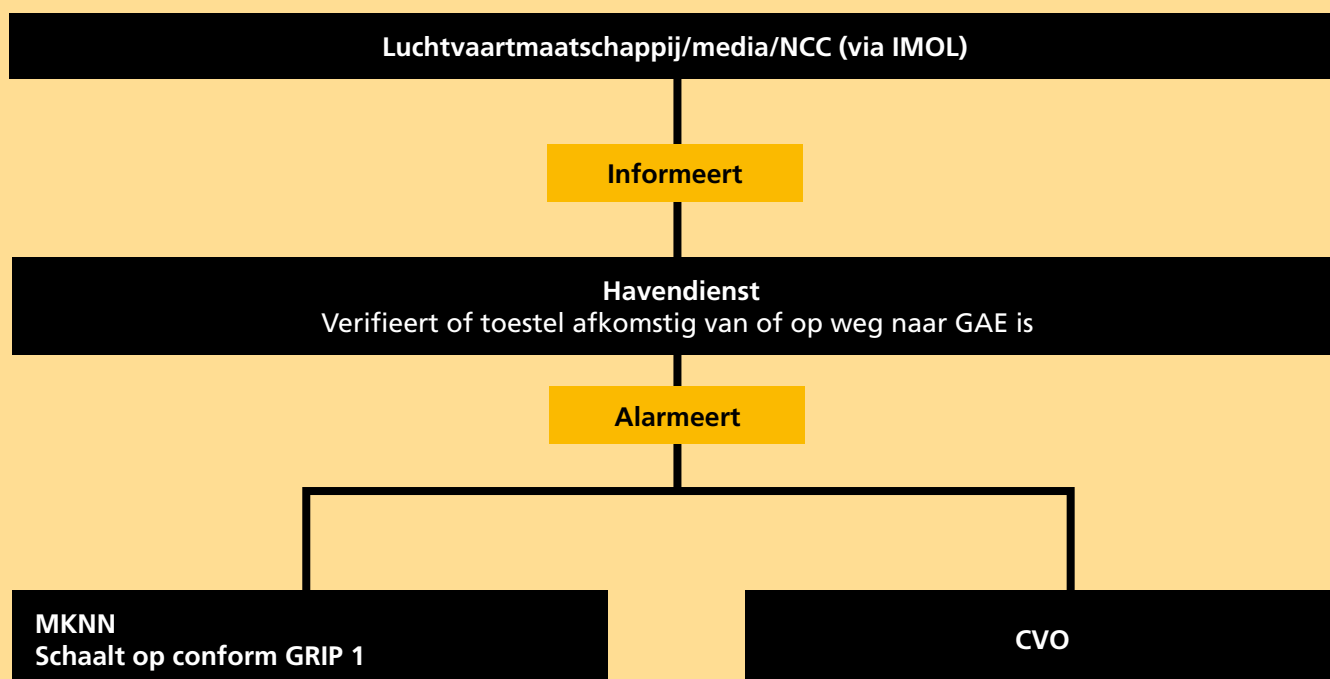 Luchtvaartmaatschappij/media/NCC (via IMOL)
Informeert
Havendienst
Verifieert of toestel afkomstig van of op weg naar GAE is
Alarmeert
MKNN
Schaalt op conform GRIP 1
CVO